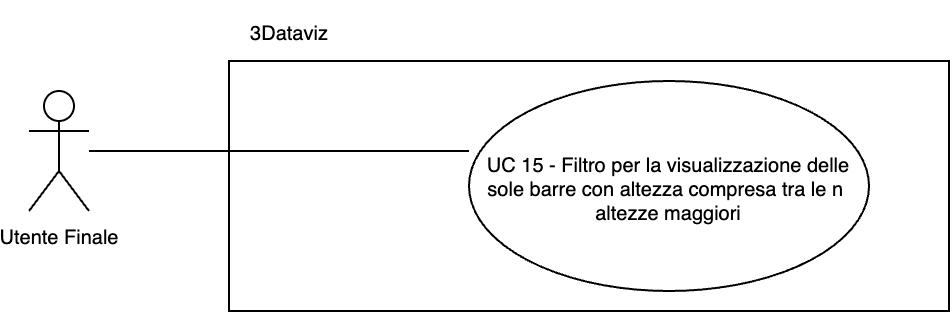 3Dataviz
UC 15 - Filtro per la visualizzazione delle
sole barre con altezza compresa tra le n
altezze maggiori
Utente Finale